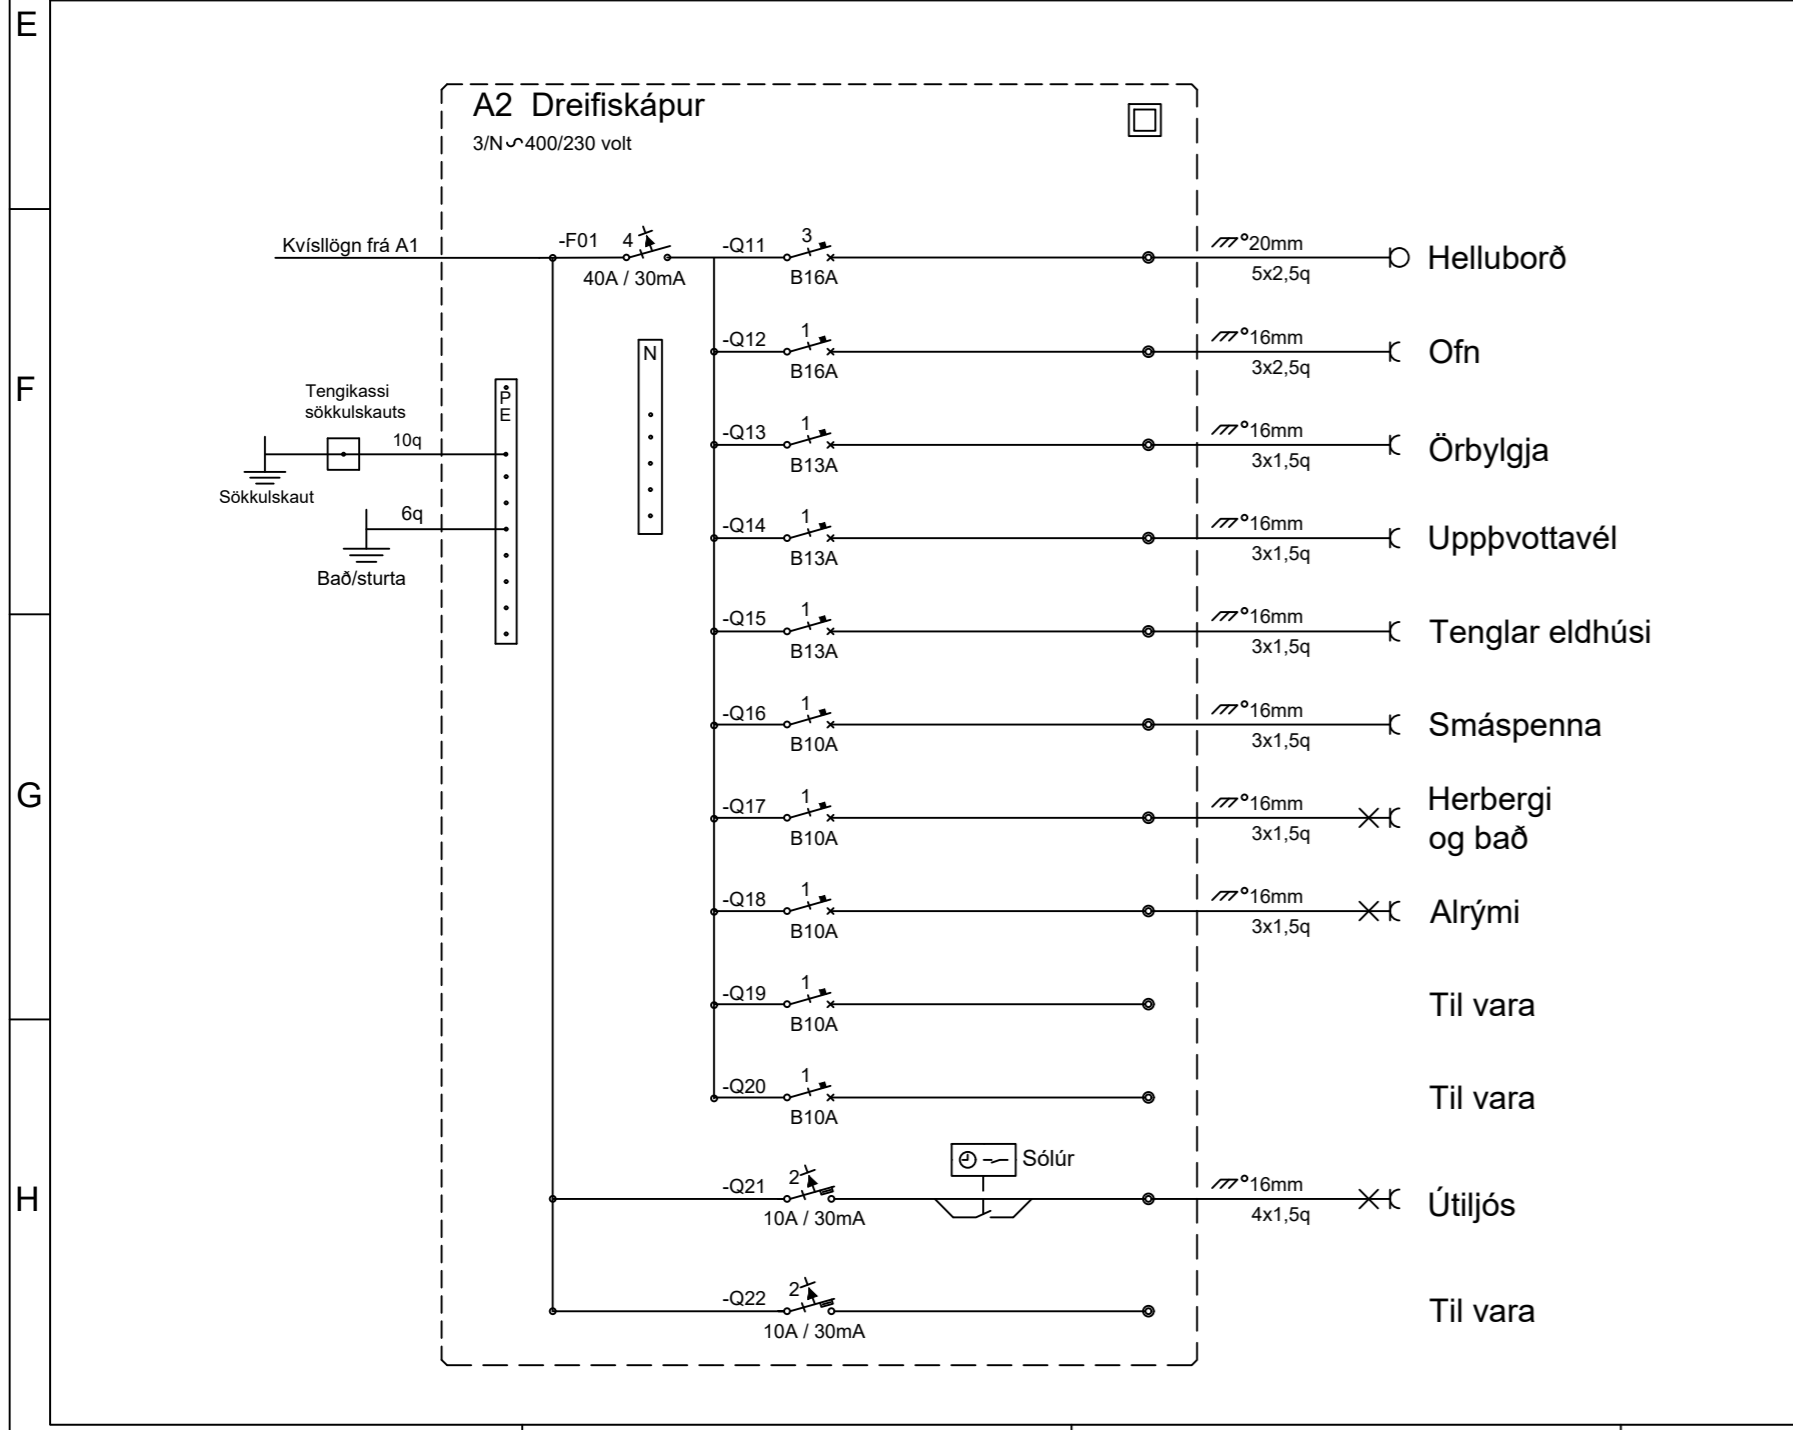 E
A2 Dreifiskápur
3/N∿400/230 volt
Kvísllögn frá A1
-F01
4
40A / 30mA
-Q11
3
B16A
20mm
5x2,5q
Helluborð
F
-Q12
1
B16A
16mm
3x2,5q
Ofn
N
PE
Tengikassi
sökkulskauts
10q
Sökkulskaut
6q
Bað/sturta
-Q13
1
B13A
16mm
3x1,5q
Örbylgja
-Q14
1
B13A
16mm
3x1,5q
Uppþvottavél
-Q15
1
B13A
16mm
3x1,5q
Tenglar eldhúsi
G
-Q16
1
B10A
16mm
3x1,5q
Smáspenna
-Q17
1
B10A
16mm
3x1,5q
Herbergi
og bað
-Q18
1
B10A
16mm
3x1,5q
Alrými
-Q19
1
B10A
Til vara
-Q20
1
B10A
Til vara
H
-Q21
2
10A / 30mA
Sólúr
16mm
4x1,5q
Útiljós
-Q22
2
10A / 30mA
Til vara